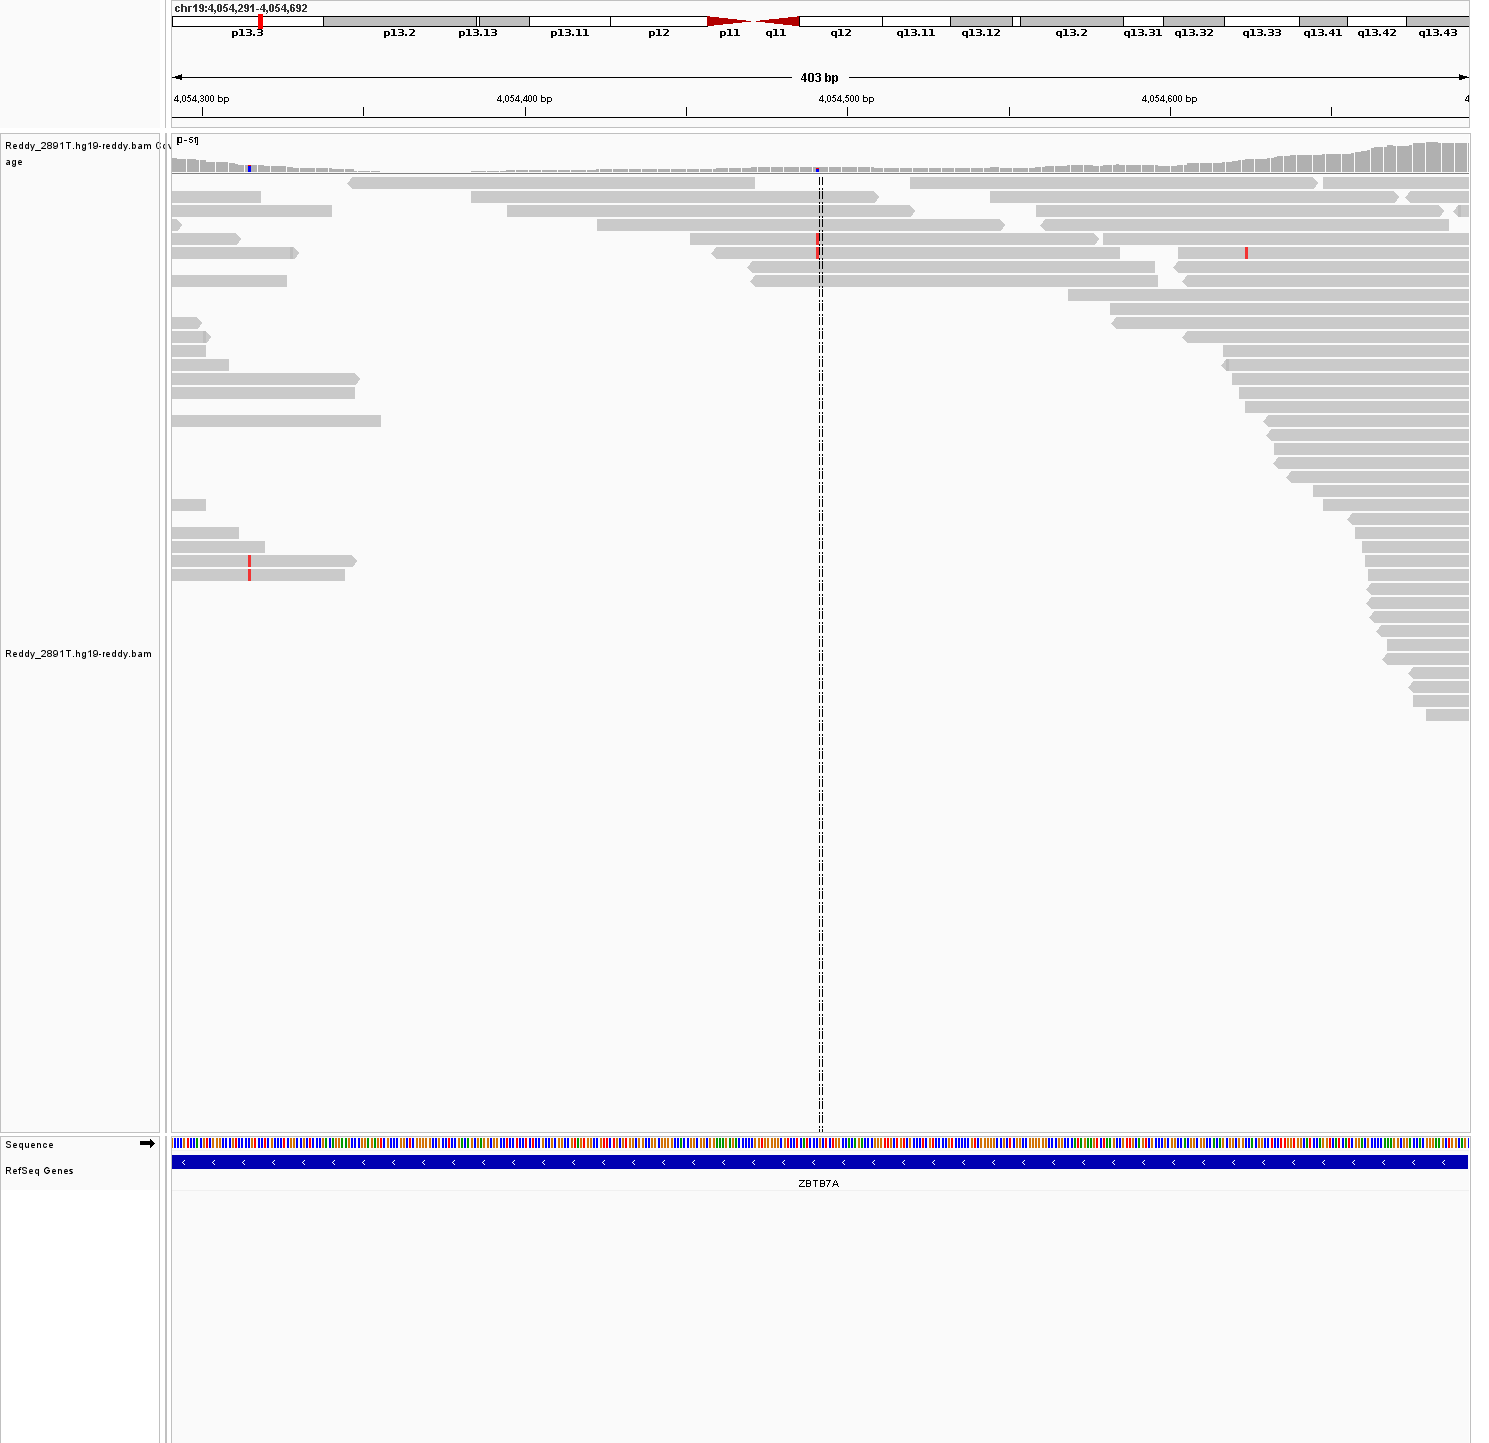 chr19:4,054,291-4,054,692
p13.3 p13.2 p13.13 p13.11 p12 p11 q11 q12 q13.11 q13.12 q13.2 q13.31 q13.32 q13.33 q13.41 q13.42 q13.43
403 bp
4,054,300 bp 4,054,400 bp 4,054,500 bp 4,054,600 bp 4
[0-51]
Reddy_2891T.hg19-reddy.bam Cov
age
Reddy_2891T.hg19-reddy.bam
Sequence
RefSeq Genes
ZBTB7A